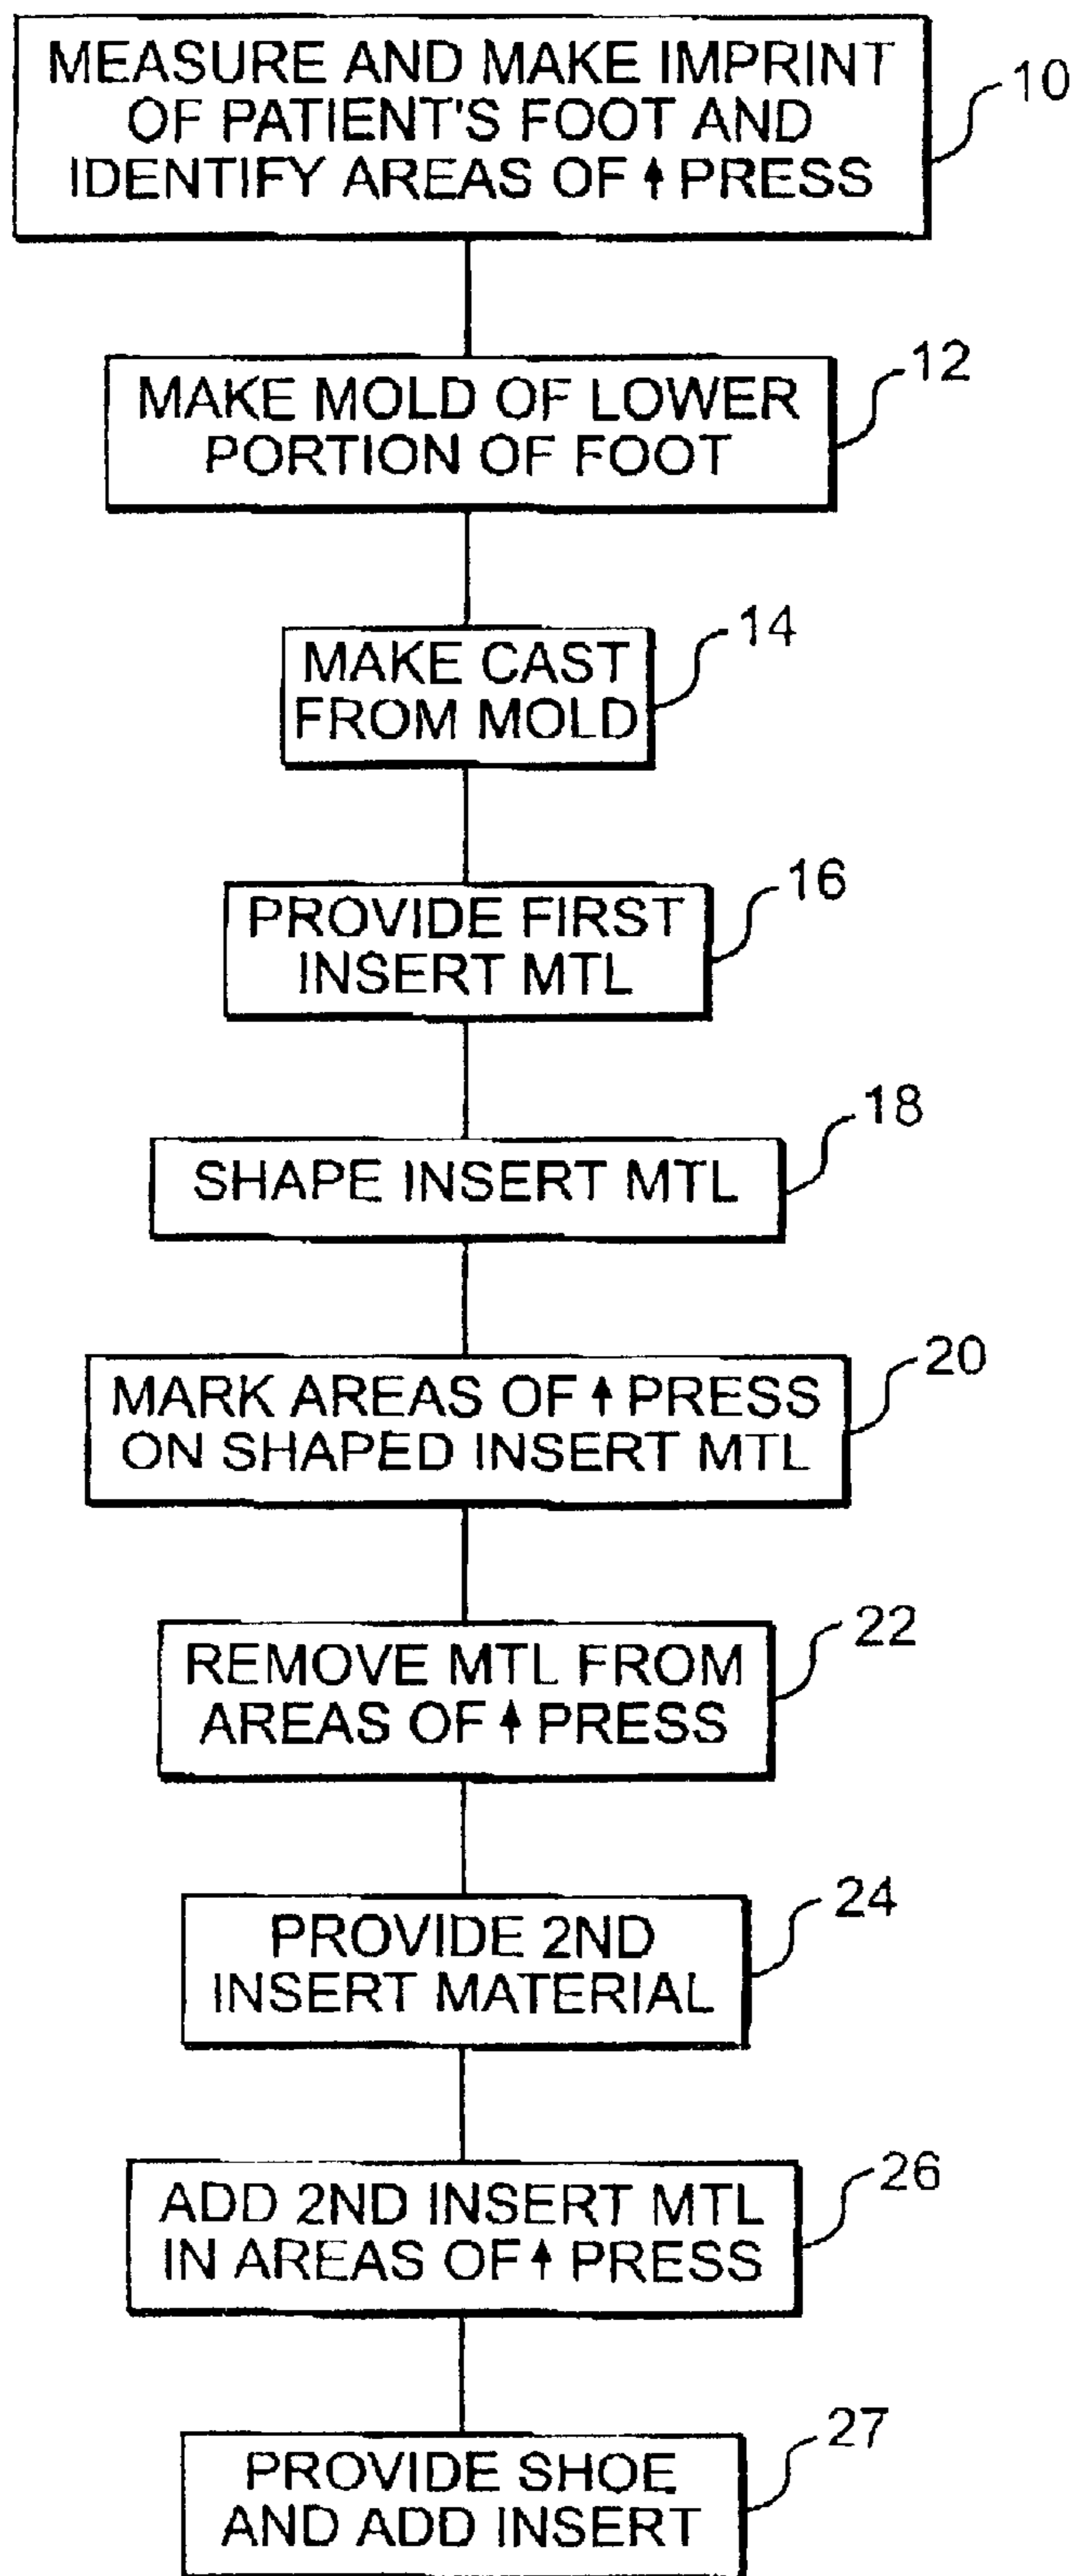 MEASURE AND MAKE IMPRINT
OF PATIENT'S FOOT AND
IDENTIFY AREAS OF ↑ PRESS
10
MAKE MOLD OF LOWER
PORTION OF FOOT
12
MAKE CAST
FROM MOLD
14
PROVIDE FIRST
INSERT MTL
16
SHAPE INSERT MTL
18
MARK AREAS OF ↑ PRESS
ON SHAPED INSERT MTL
20
REMOVE MTL FROM
AREAS OF ↑ PRESS
22
PROVIDE 2ND
INSERT MATERIAL
24
ADD 2ND INSERT MTL
IN AREAS OF ↑ PRESS
26
PROVIDE SHOE
AND ADD INSERT
27